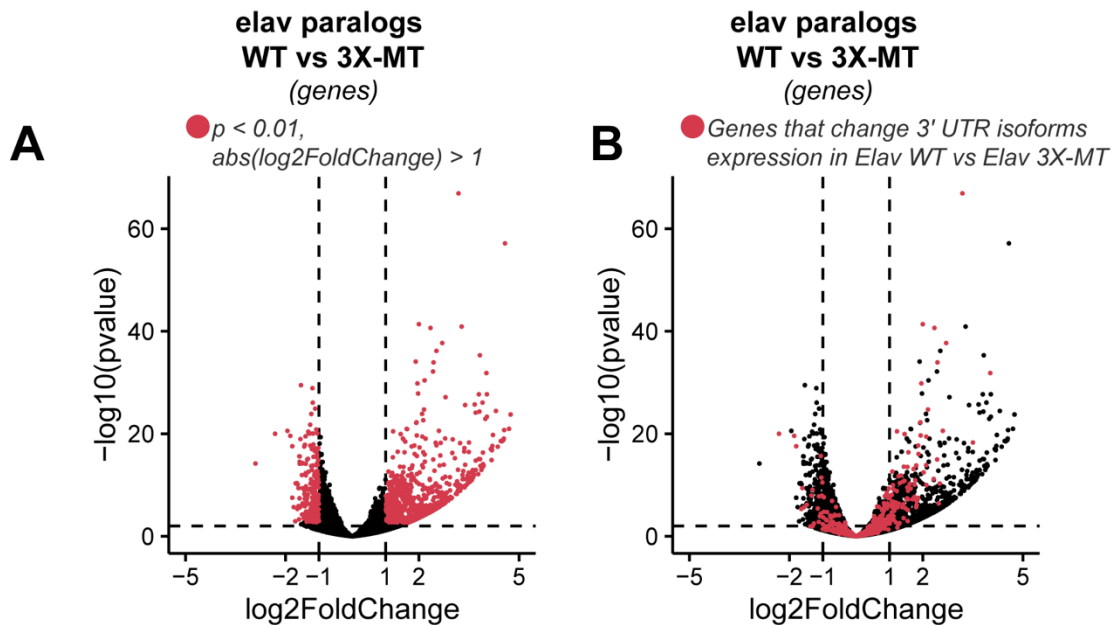 elav paralogs
WT vs 3X-MT
(genes)
A
p < 0.01,
abs(log2FoldChange) > 1
−log10(pvalue)
60
40
20
0
−5
−2
−1
1
2
5
log2FoldChange
elav paralogs
WT vs 3X-MT
(genes)
B
Genes that change 3' UTR isoforms
expression in Elav WT vs Elav 3X-MT
−log10(pvalue)
60
40
20
0
−5
−2
−1
1
2
5
log2FoldChange